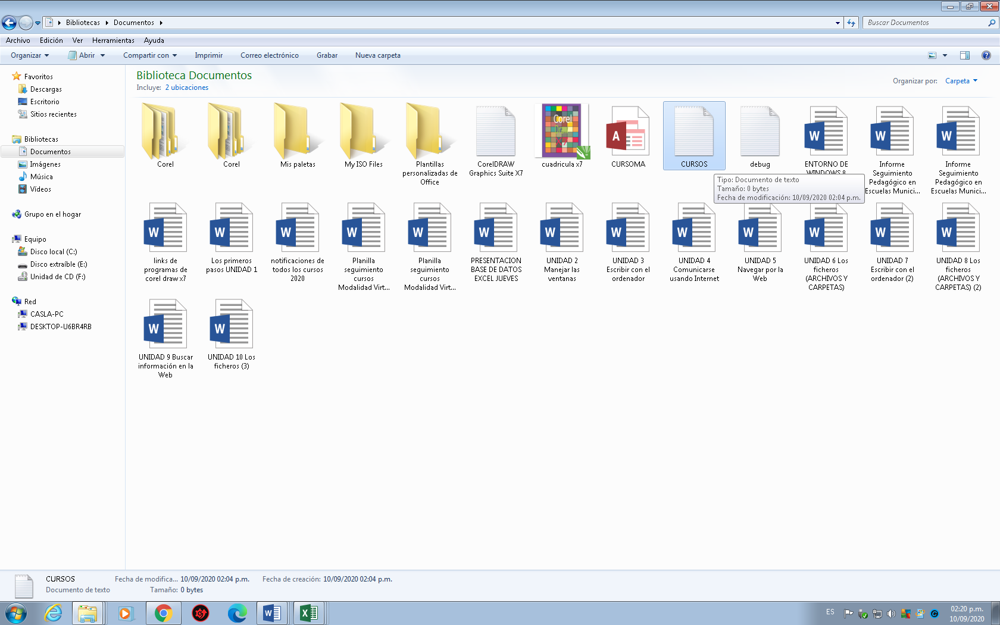 Bibliotecas
Documentos
Buscar Documentos
Archivo Edición Ver Herramientas Ayuda
Organizar Abrir Compartir con Imprimir Correo electrónico Grabar Nueva carpeta
Favoritos
Descargas
Escritorio
Sitios recientes
Bibliotecas
Documentos
Imágenes
Música
Vídeos
Grupo en el hogar
Equipo
Disco local (C:)
Disco extraíble (E:)
Unidad de CD (F:)
Red
CASLA-PC
DESKTOP-U6BR4RB
Biblioteca Documentos
Incluye: 2 ubicaciones
Organizar por: Carpeta
Corel
Corel
Mis paletas
My ISO Files
Plantillas
personalizadas de
Office
CorelDRAW
Graphics Suite X7
Corel
Draw
X7
cuadricula x7
A
CURSOMA
CURSOS
debug
W
ENTORNO DE
WINDOWS 8
W
Informe
Seguimiento
Pedagógico en
Escuelas Munici...
W
Informe
Seguimiento
Pedagógico en
Escuelas Munici...
Tipo: Documento de texto
Tamaño: 0 bytes
Fecha de modificación: 10/09/2020 02:04 p.m.
W
links de
programas de
corel draw x7
W
Los primeros
pasos UNIDAD 1
W
notificaciones de
todos los cursos
2020
W
Planilla
seguimiento
cursos
Modalidad Virt...
W
Planilla
seguimiento
cursos
Modalidad Virt...
W
PRESENTACION
BASE DE DATOS
EXCEL JUEVES
W
UNIDAD 2
Manejar las
ventanas
W
UNIDAD 3
Escribir con el
ordenador
W
UNIDAD 4
Comunicarse
usando Internet
W
UNIDAD 5
Navegar por la
Web
W
UNIDAD 6 Los
ficheros
(ARCHIVOS Y
CARPETAS)
W
UNIDAD 7
Escribir con el
ordenador (2)
W
UNIDAD 8 Los
ficheros
(ARCHIVOS Y
CARPETAS) (2)
W
UNIDAD 9 Buscar
información en la
Web
W
UNIDAD 10 Los
ficheros (3)
CURSOS
Documento de texto
Fecha de modifica... 10/09/2020 02:04 p.m.
Tamaño: 0 bytes
Fecha de creación: 10/09/2020 02:04 p.m.
ES
02:20 p.m.
10/09/2020